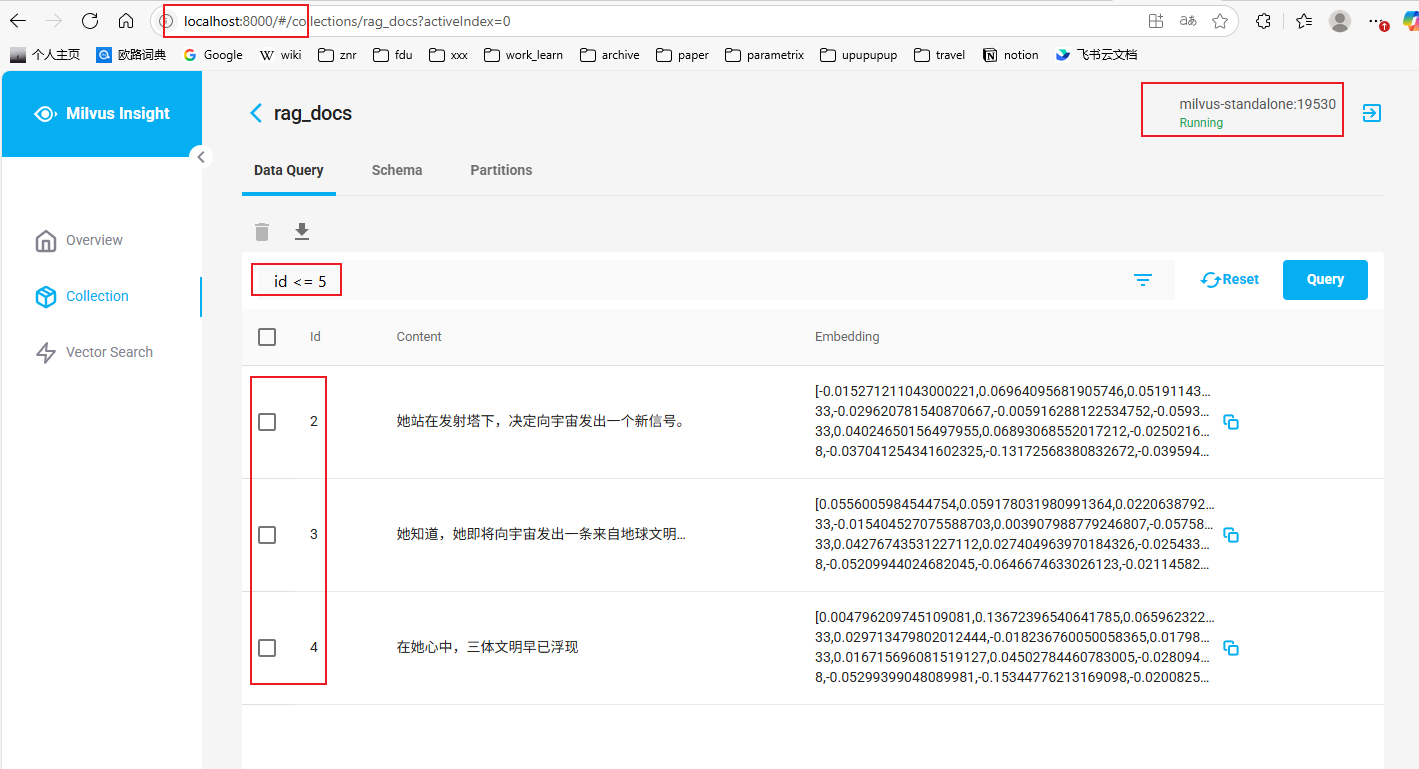 localhost:8000/#/collections/rag_docs?activeIndex=0
个人主页 欧路词典 Google wiki znr fdu xxx work_learn archive paper parametrix upupupup travel notion 飞书云文档
Milvus Insight
rag_docs
milvus-standalone:19530
Running
Data Query Schema Partitions
Overview
Collection
Vector Search
id <= 5
Reset
Query
Id Content Embedding
2 她站在发射塔下，决定向宇宙发出一个新信号。
[-0.015271211043000221,0.06964095681905746,0.05191143…
33,-0.029620781540870667,-0.005916288122534752,-0.0593…
33,0.04024650156497955,0.06893068552017212,-0.0250216…
8,-0.037041254341602325,-0.13172568380832672,-0.039594…
3 她知道，她即将向宇宙发出一条来自地球文明…
[0.0556005984544754,0.059178031980991364,0.0220638792…
33,-0.015404527075588703,0.003907988779246807,-0.05758…
33,0.04276743531227112,0.027404963970184326,-0.025433…
8,-0.05209944024682045,-0.0646674633026123,-0.02114582…
4 在她心中，三体文明早已浮现
[0.004796209745109081,0.13672396540641785,0.065962322…
33,0.029713479802012444,-0.018236760050058365,0.01798…
33,0.016715696081519127,0.04502784460783005,-0.028094…
8,-0.05299399048089981,-0.15344776213169098,-0.0200825…